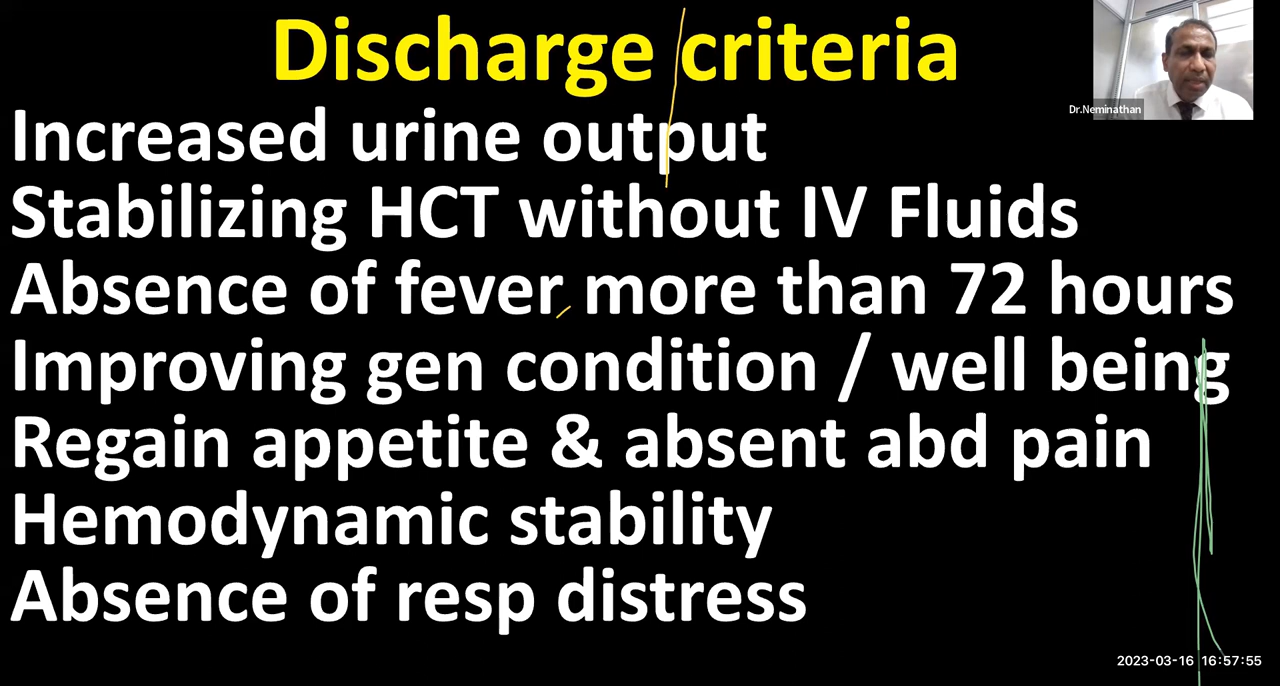 Discharge criteria
Dr.Neminathan
Increased urine output
Stabilizing HCT without IV Fluids
Absence of fever more than 72 hours
Improving gen condition / well being
Regain appetite & absent abd pain
Hemodynamic stability
Absence of resp distress
2023-03-16 16:57:55